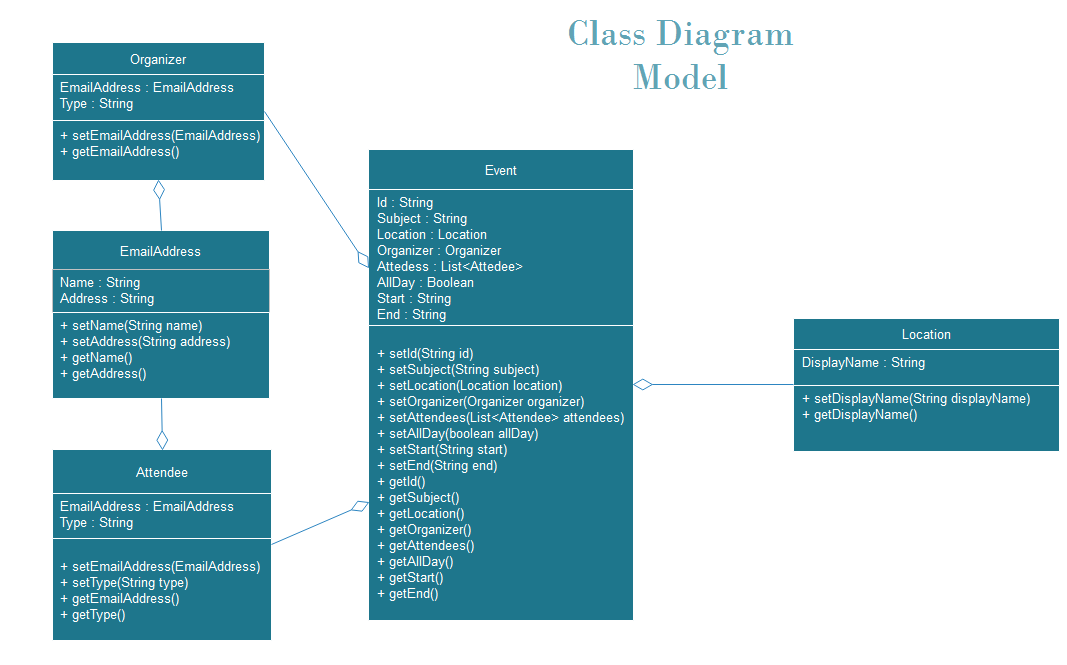 Class Diagram
Model
Organizer
EmailAddress : EmailAddress
Type : String
+ setEmailAddress(EmailAddress)
+ getEmailAddress()
EmailAddress
Name : String
Address : String
+ setName(String name)
+ setAddress(String address)
+ getName()
+ getAddress()
Attendee
EmailAddress : EmailAddress
Type : String
+ setEmailAddress(EmailAddress)
+ setType(String type)
+ getEmailAddress()
+ getType()
Event
Id : String
Subject : String
Location : Location
Organizer : Organizer
Attedess : List<Attedee>
AllDay : Boolean
Start : String
End : String
+ setId(String id)
+ setSubject(String subject)
+ setLocation(Location location)
+ setOrganizer(Organizer organizer)
+ setAttendees(List<Attendee> attendees)
+ setAllDay(boolean allDay)
+ setStart(String start)
+ setEnd(String end)
+ getId()
+ getSubject()
+ getLocation()
+ getOrganizer()
+ getAttendees()
+ getAllDay()
+ getStart()
+ getEnd()
Location
DisplayName : String
+ setDisplayName(String displayName)
+ getDisplayName()